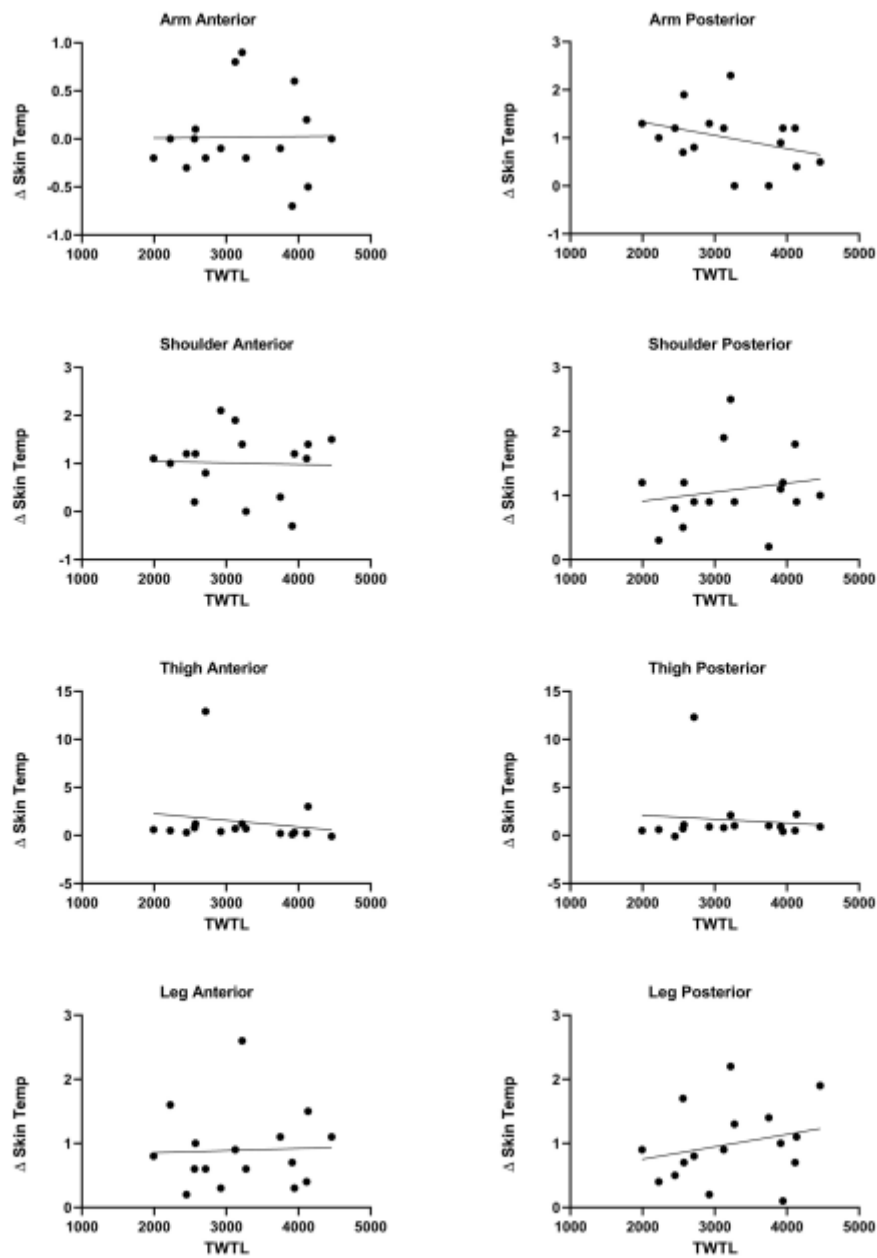 Arm Anterior
1.0
0.5
0.0
-0.5
-1.0
Δ Skin Temp
1000 2000 3000 4000 5000
TWTL
Arm Posterior
3
2
1
0
-1
Δ Skin Temp
1000 2000 3000 4000 5000
TWTL
Shoulder Anterior
3
2
1
0
-1
Δ Skin Temp
1000 2000 3000 4000 5000
TWTL
Shoulder Posterior
3
2
1
0
Δ Skin Temp
1000 2000 3000 4000 5000
TWTL
Thigh Anterior
15
10
5
0
-5
Δ Skin Temp
1000 2000 3000 4000 5000
TWTL
Thigh Posterior
15
10
5
0
-5
Δ Skin Temp
1000 2000 3000 4000 5000
TWTL
Leg Anterior
3
2
1
0
Δ Skin Temp
1000 2000 3000 4000 5000
TWTL
Leg Posterior
3
2
1
0
Δ Skin Temp
1000 2000 3000 4000 5000
TWTL